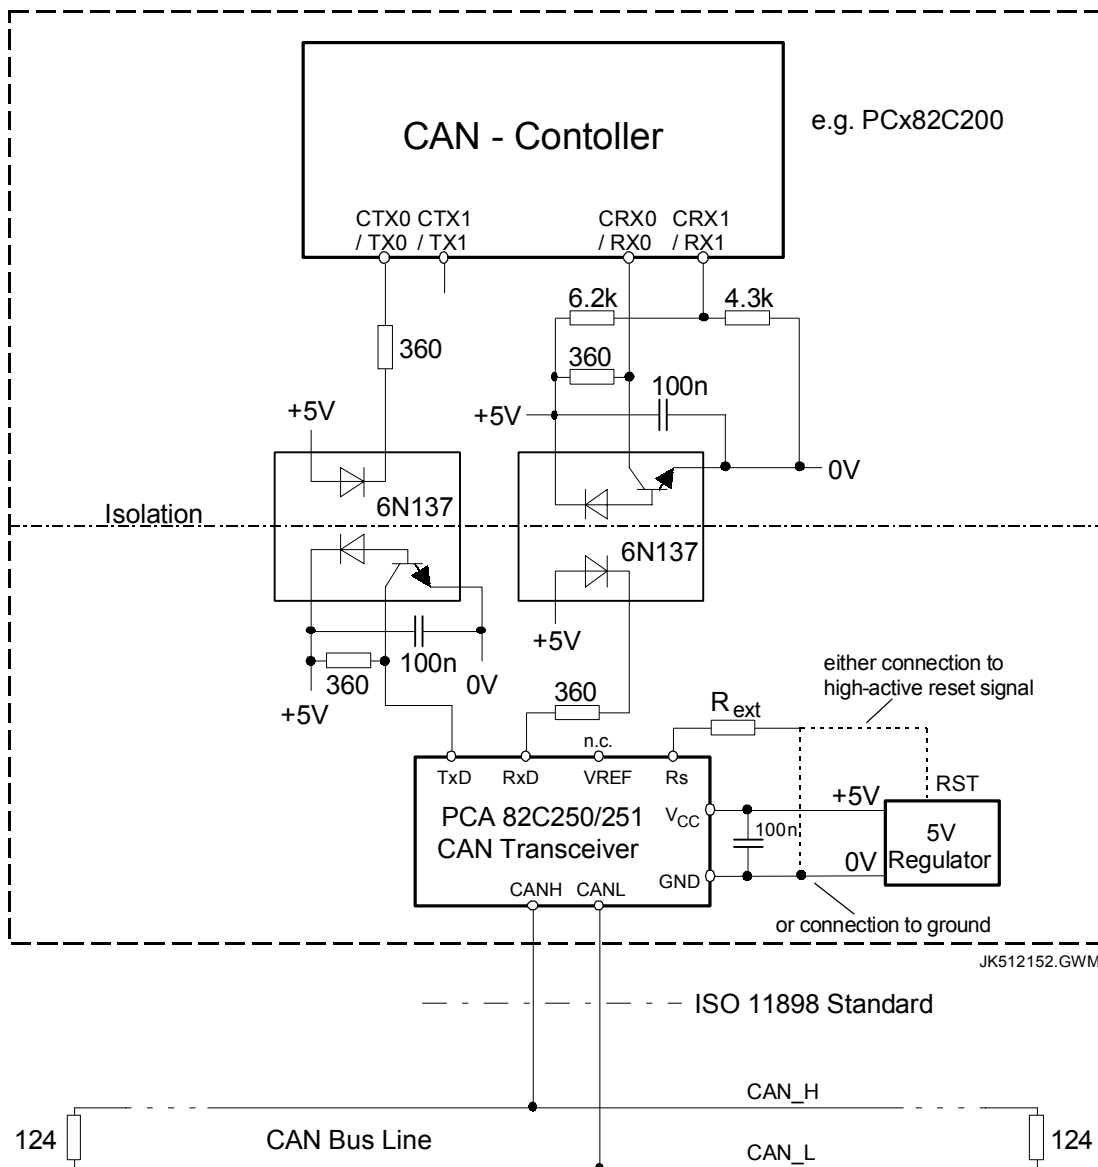 CAN - Contoller
e.g. PCx82C200
CTX0 CTX1 CRX0 CRX1
/ TX0 / TX1 / RX0 / RX1
6.2k 4.3k
360 360
100n
+5V +5V
0V
6N137
Isolation
6N137
+5V
100n
360 0V
+5V
360
either connection to
high-active reset signal
Rext
n.c.
TxD RxD VREF Rs
RST
PCA 82C250/251
CAN Transceiver
VCC
+5V
100n
5V
Regulator
GND
0V
CANH CANL
or connection to ground
JK512152.GWM
ISO 11898 Standard
CAN_H
124 CAN Bus Line 124
CAN_L